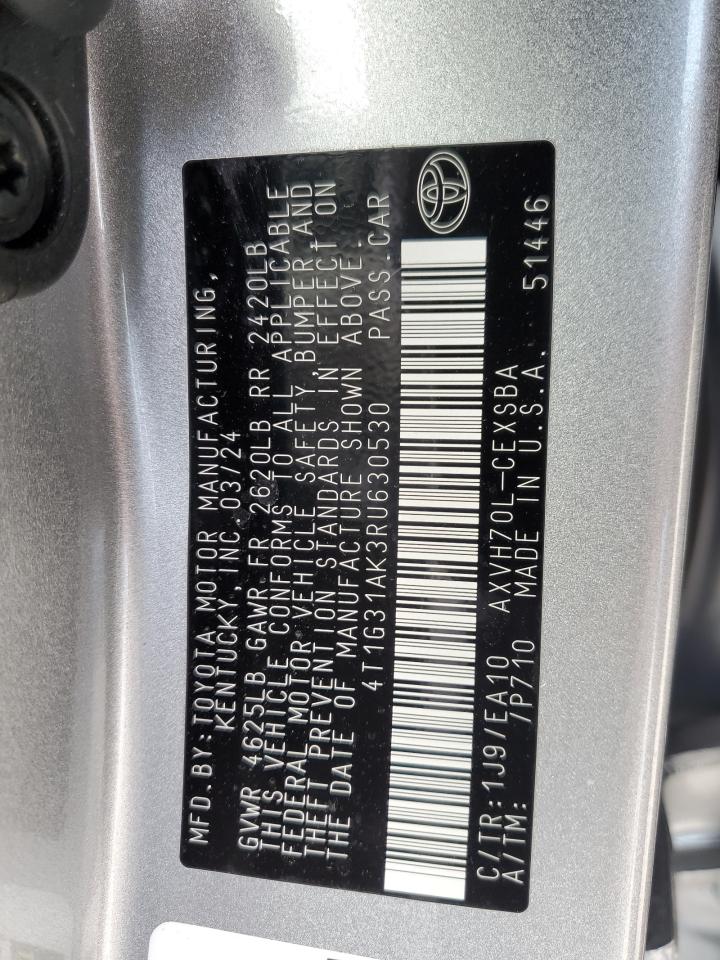 MFD.BY:TOYOTA MOTOR MANUFACTURING,
KENTUCKY, INC 03/24
GVWR 4625LB GAWR FR 2620LB RR 2420LB
THIS VEHICLE CONFORMS TO ALL APPLICABLE
FEDERAL MOTOR VEHICLE SAFETY,BUMPER,AND
THEFT PREVENTION STANDARDS IN EFFECT ON
THE DATE OF MANUFACTURE SHOWN ABOVE.
4T1G31AK3RU630530 PASS.CAR
C/TR:1J9/EA10 AXVH70L-CEXSBA
A/TM: /P710 MADE IN U.S.A. 51446